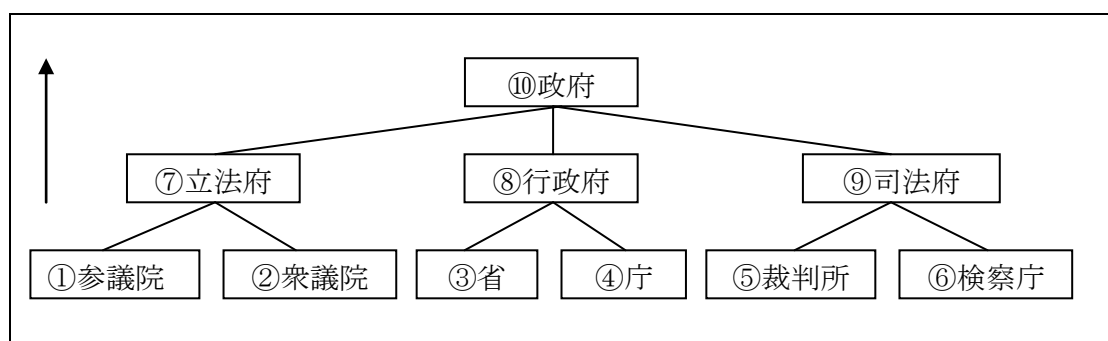 ⑩政府
⑦立法府
⑧行政府
⑨司法府
①参議院
②衆議院
③省
④庁
⑤裁判所
⑥検察庁